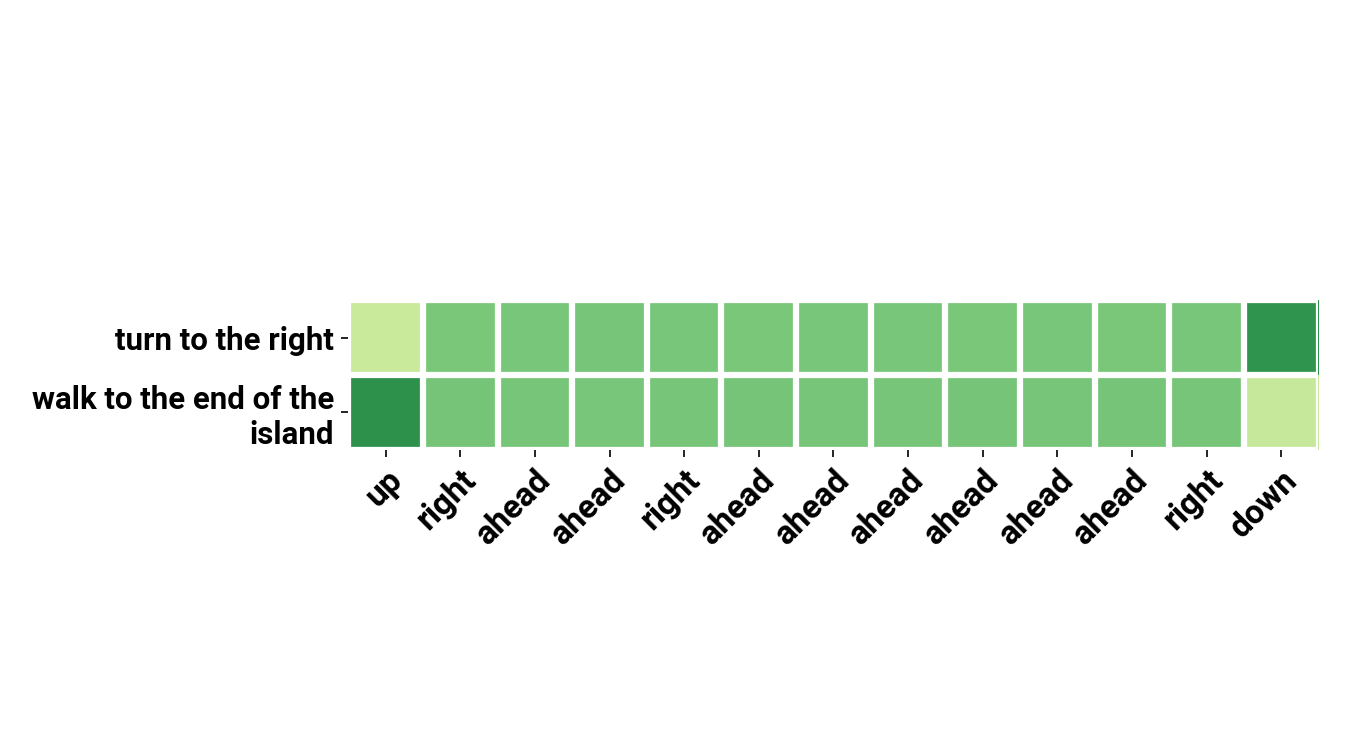 turn to the right
walk to the end of the
island
up
right
ahead
ahead
right
ahead
ahead
ahead
ahead
ahead
ahead
right
down